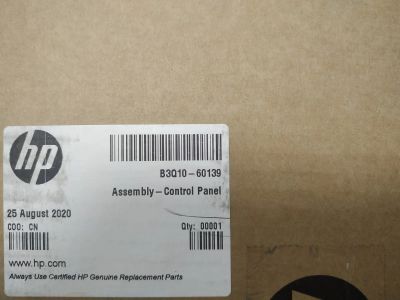 hp
B3Q10-60139
Assembly-Control Panel
25 August 2020
COO: CN
Qty: 00001
www.hp.com
Always Use Certified HP Genuine Replacement Parts